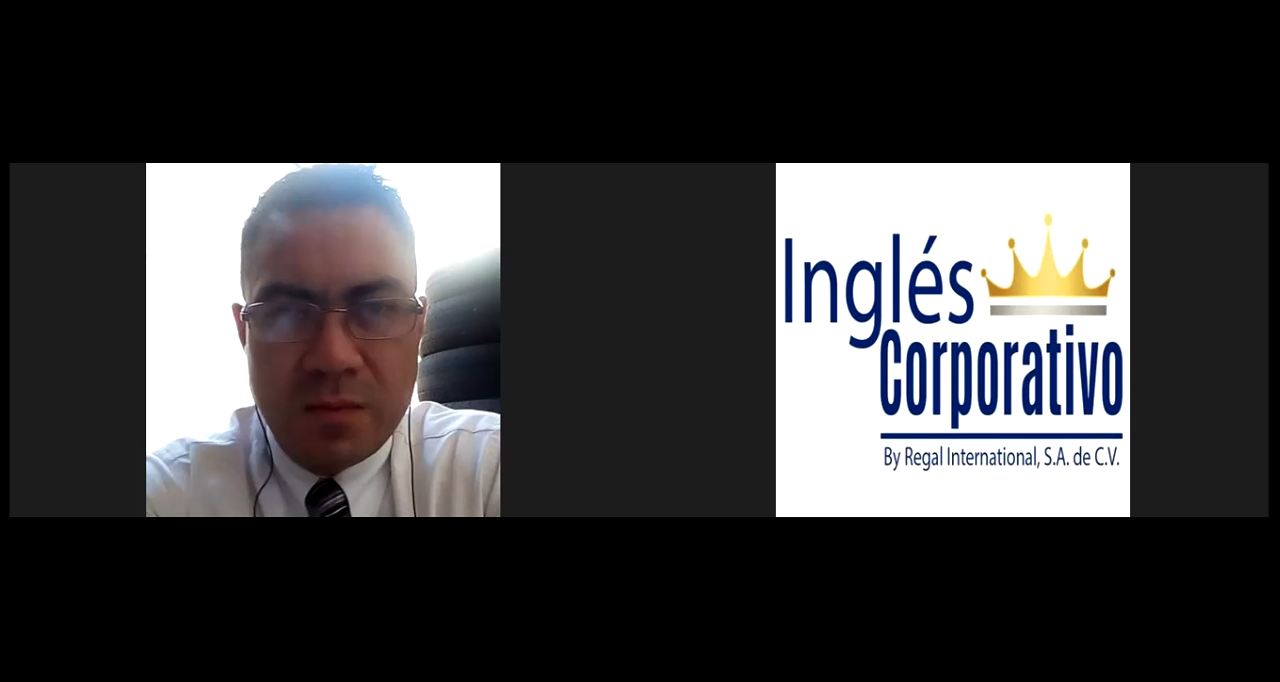 Inglés
Corporativo
By Regal International, S.A. de C.V.